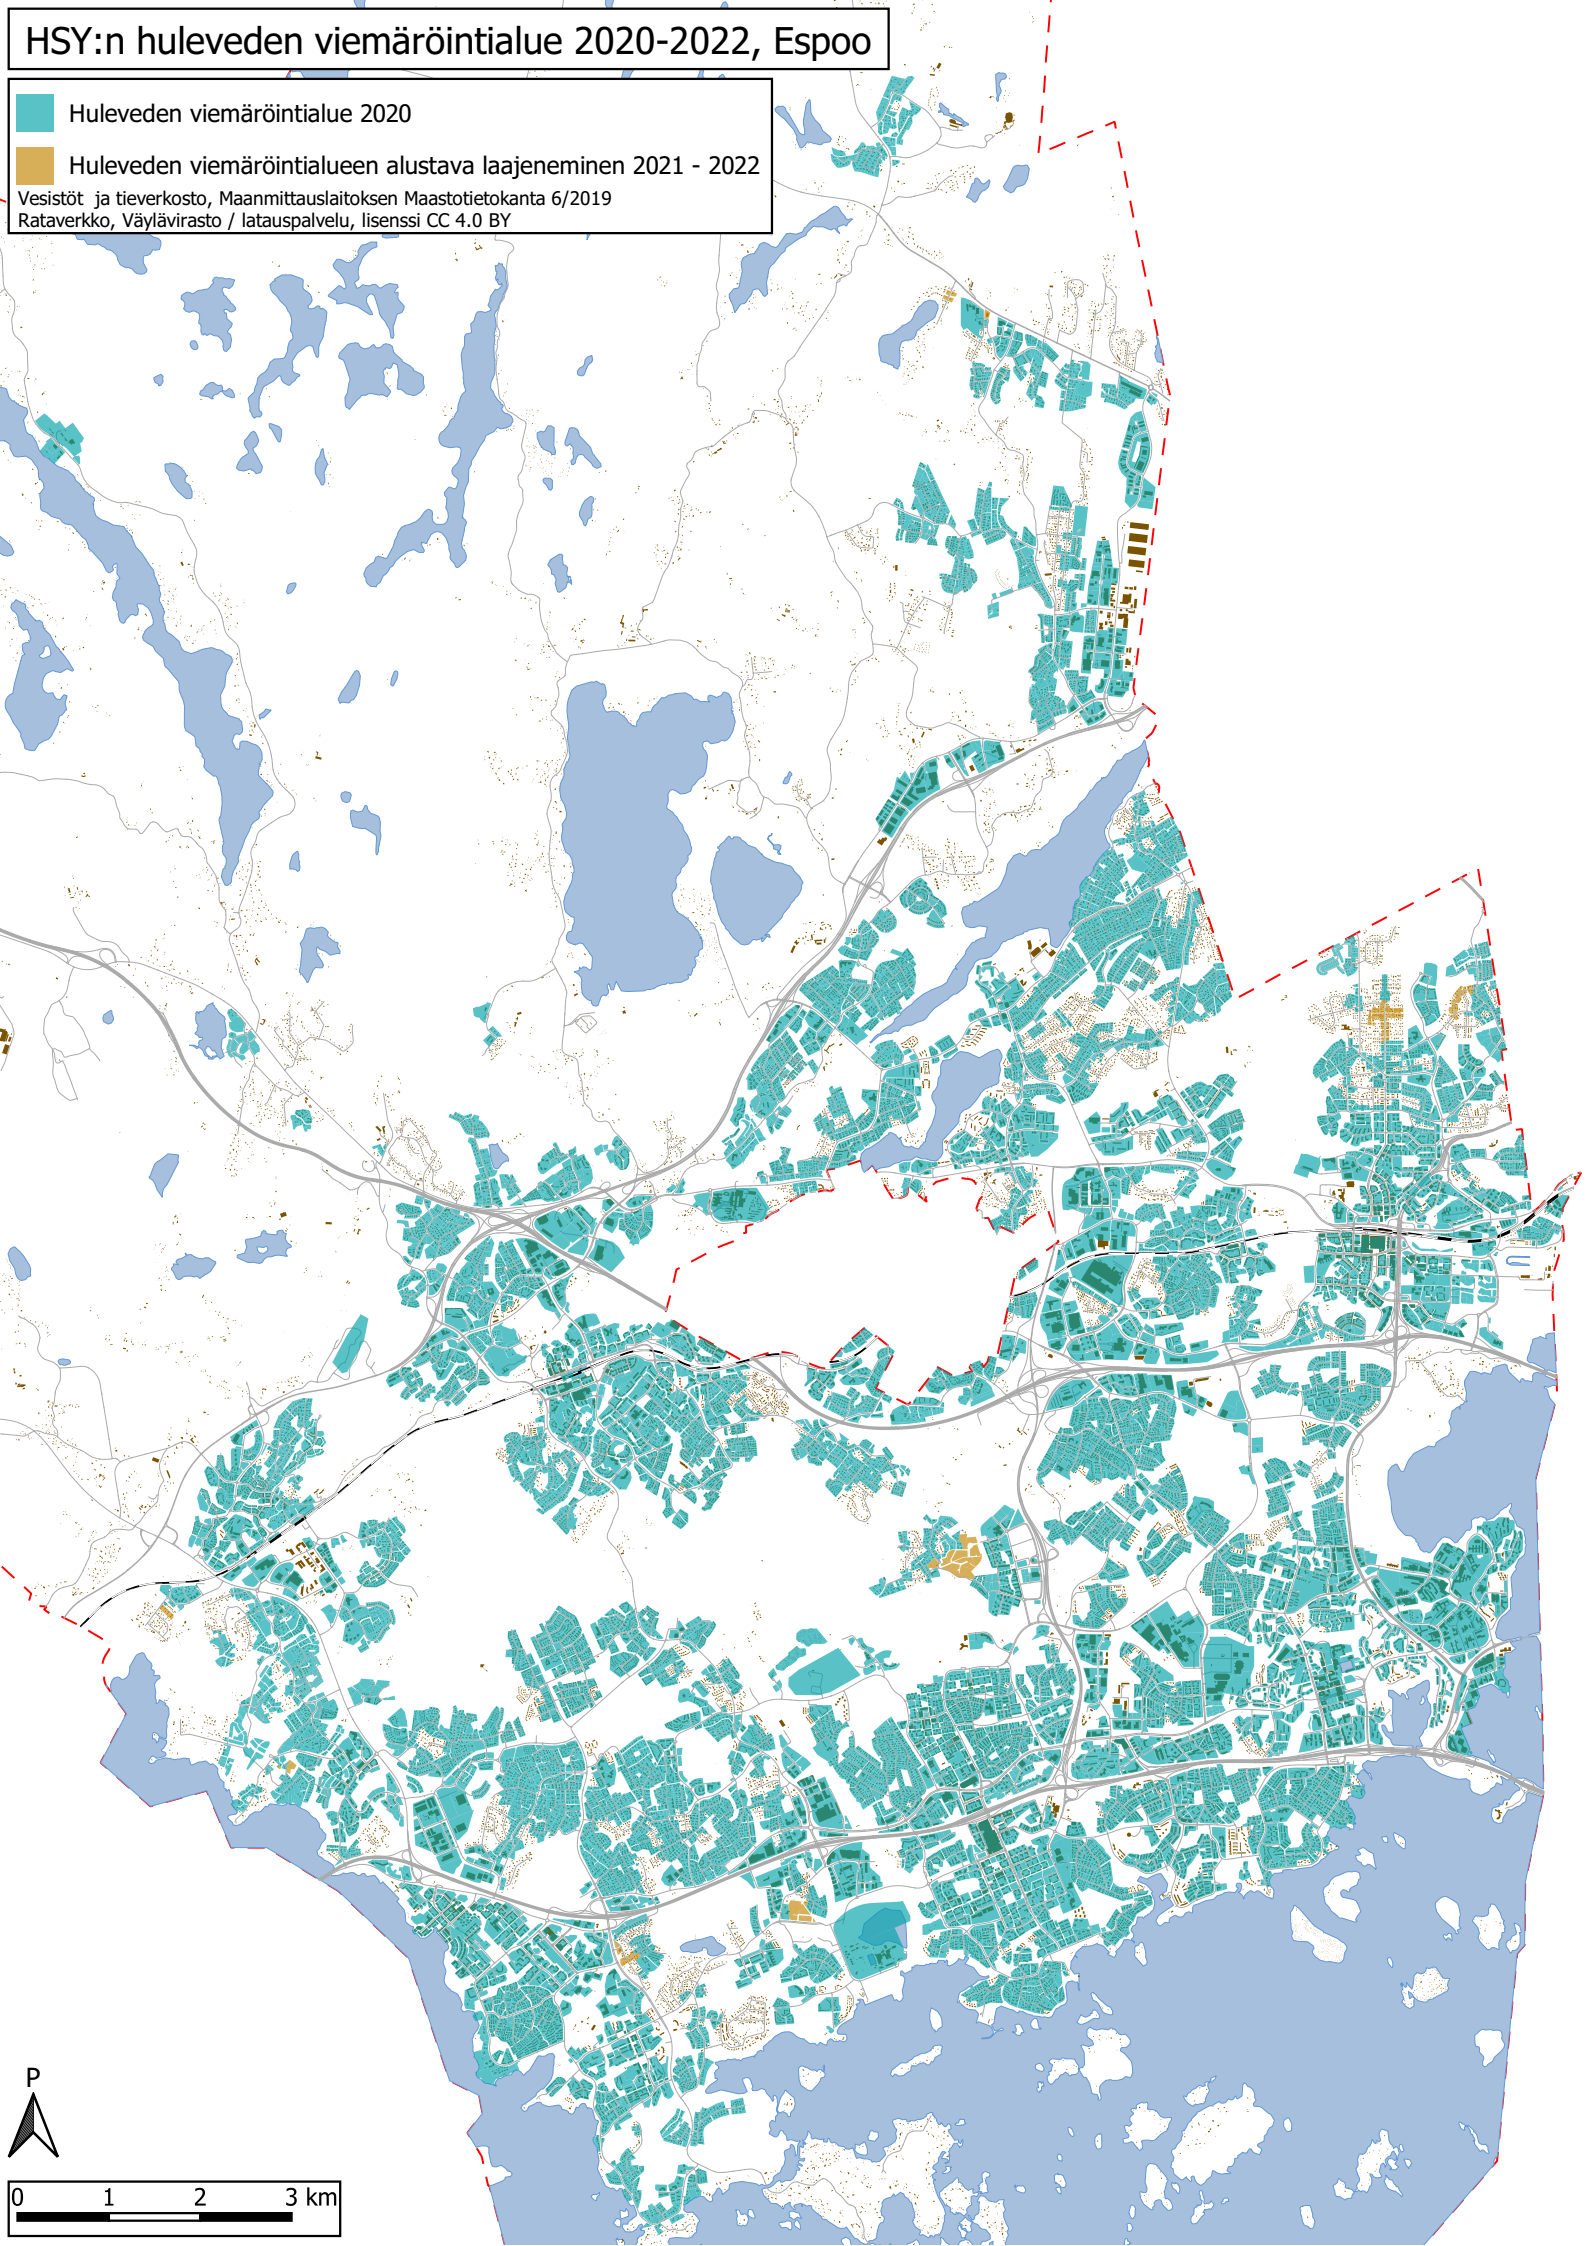 HSY:n huleveden viemäröintialue 2020-2022, Espoo
Huleveden viemäröintialue 2020
Huleveden viemäröintialueen alustava laajeneminen 2021 - 2022
Vesistöt ja tieverkosto, Maanmittauslaitoksen Maastotietokanta 6/2019
Rataverkko, Väylävirasto / latauspalvelu, lisenssi CC 4.0 BY
P
0 1 2 3 km